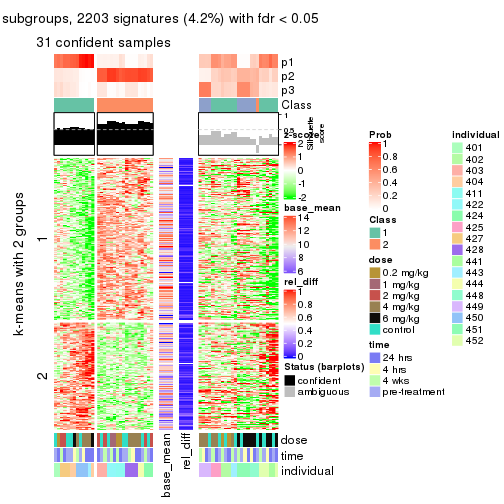 subgroups, 2203 signatures (4.2%) with fdr < 0.05
31 confident samples
p1
p2
p3
Class
1
0.5
Silhouette
score
k-means with 2 groups
1
2
dose
time
individual
base_mean
rel_diff
z-score
2
1
0
-1
-2
base_mean
14
12
10
8
6
rel_diff
1
0.8
0.6
0.4
0.2
0
Status (barplots)
confident
ambiguous
Prob
1
0.8
0.6
0.4
0.2
0
Class
1
2
dose
0.2 mg/kg
1 mg/kg
2 mg/kg
4 mg/kg
6 mg/kg
control
time
24 hrs
4 hrs
4 wks
pre-treatment
individual
401
402
403
404
411
422
424
425
427
428
441
443
444
448
449
450
451
452